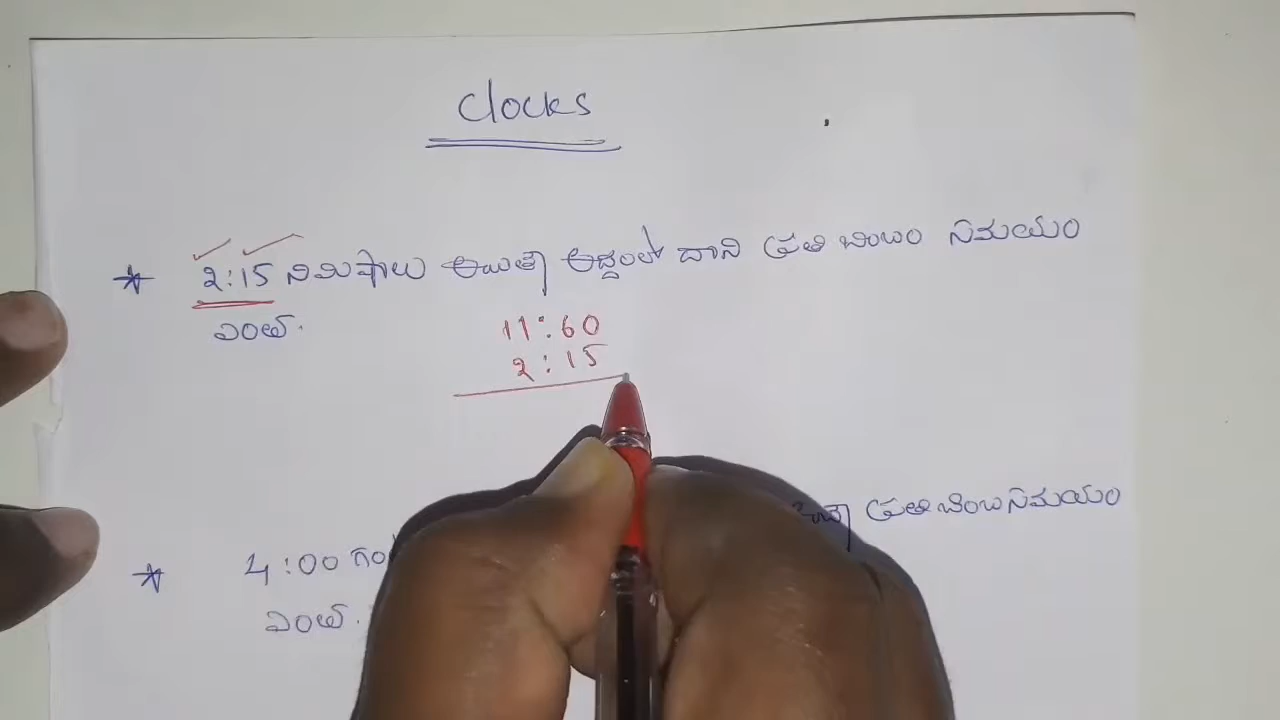 Clocks
* 2:15 నిమిషాలు అయితే అద్దంలో దాని ప్రతి బింబం సమయం
ఎంత.
11:60
2:15
* 4:00 ప్రతి బింబ సమయం
ఎంత.